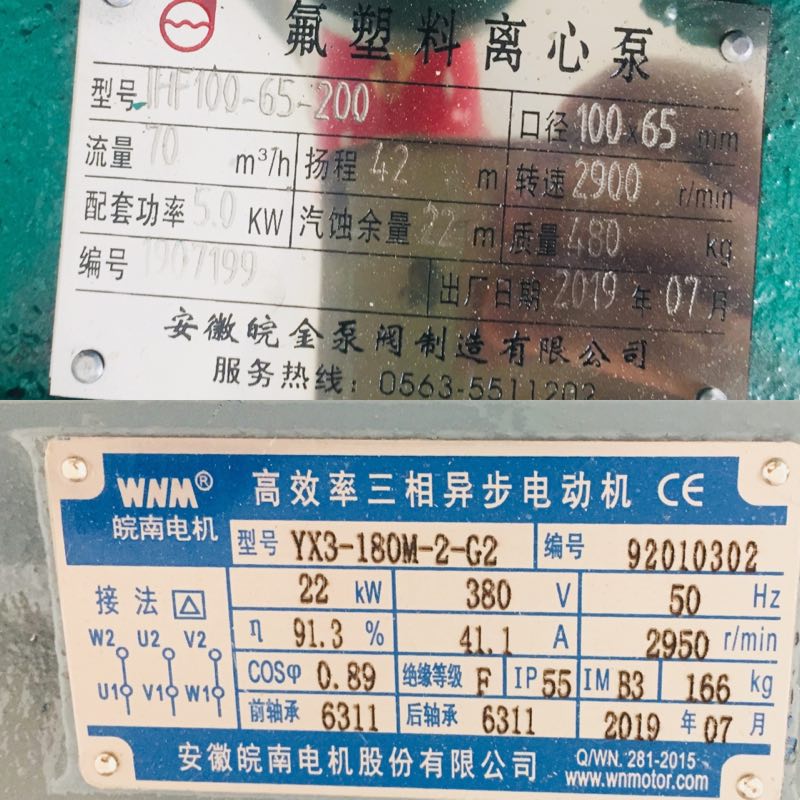 氟塑料离心泵
型号 IHF100-65-200 口径 100×65 mm
流量 70 m³/h 扬程 42 m 转速 2900 r/min
配套功率 5.0 KW 汽蚀余量 22 m 质量 480 kg
编号 1907199 出厂日期 2019 年 07 月
安徽皖金泵阀制造有限公司
服务热线: 0563-5511202
WNM® 高效率三相异步电动机 CE
皖南电机 型号 YX3-180M-2-G2 编号 92010302
接法 △ 22 kW 380 V 50 Hz
η 91.3 % 41.1 A 2950 r/min
W2 U2 V2 COSφ 0.89 绝缘等级 F IP 55 IM B3 166 kg
U1 V1 W1 前轴承 6311 后轴承 6311 2019 年 07 月
安徽皖南电机股份有限公司 Q/WN. 281-2015
www.wnmotor.com